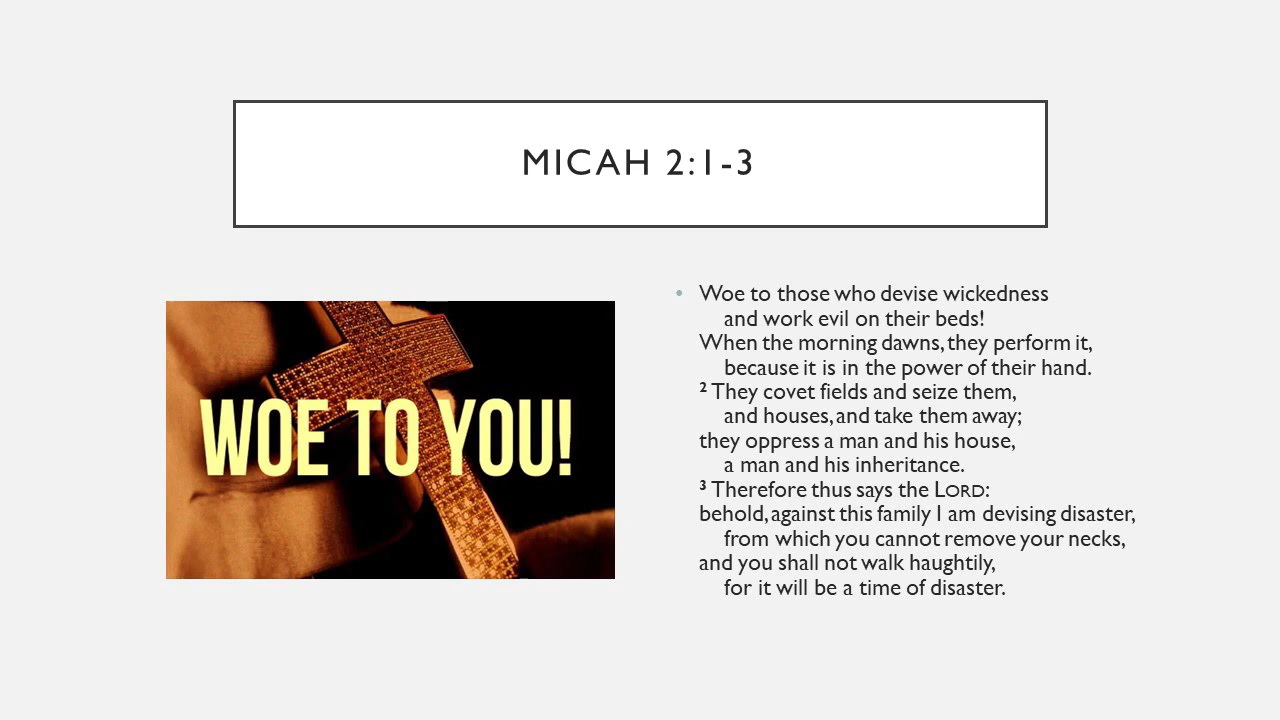 MICAH 2:1-3
WOE TO YOU!
• Woe to those who devise wickedness
and work evil on their beds!
When the morning dawns, they perform it,
because it is in the power of their hand.
² They covet fields and seize them,
and houses, and take them away;
they oppress a man and his house,
a man and his inheritance.
³ Therefore thus says the LORD:
behold, against this family I am devising disaster,
from which you cannot remove your necks,
and you shall not walk haughtily,
for it will be a time of disaster.